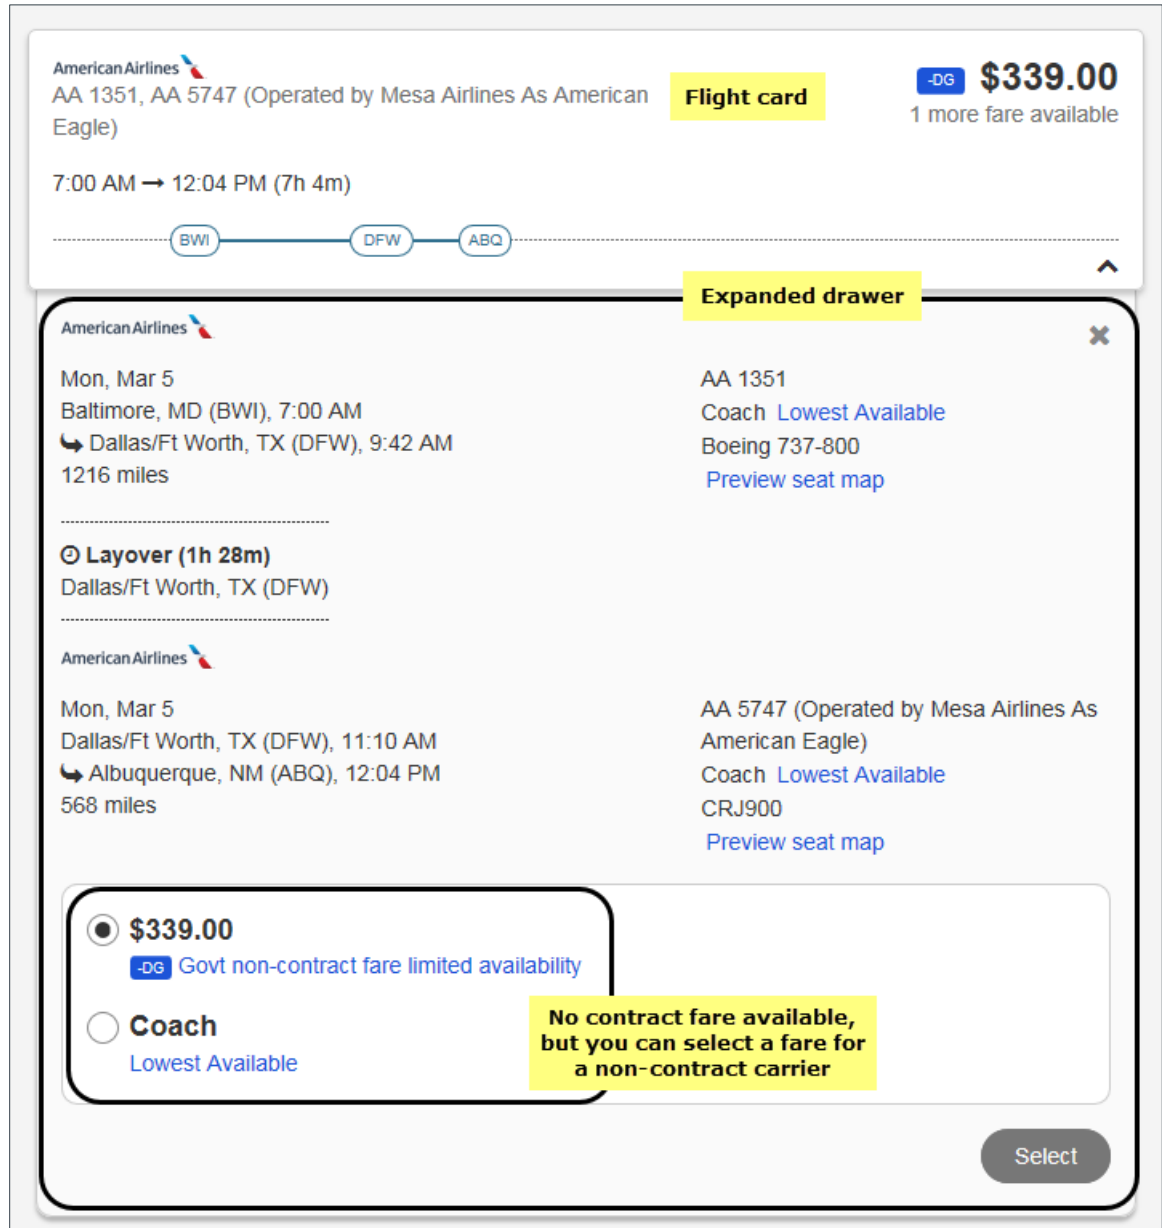 American Airlines
AA 1351, AA 5747 (Operated by Mesa Airlines As American
Eagle)
Flight card
-DG $339.00
1 more fare available
7:00 AM → 12:04 PM (7h 4m)
BWI DFW ABQ
Expanded drawer
American Airlines
Mon, Mar 5
Baltimore, MD (BWI), 7:00 AM
Dallas/Ft Worth, TX (DFW), 9:42 AM
1216 miles
AA 1351
Coach Lowest Available
Boeing 737-800
Preview seat map
Layover (1h 28m)
Dallas/Ft Worth, TX (DFW)
American Airlines
Mon, Mar 5
Dallas/Ft Worth, TX (DFW), 11:10 AM
Albuquerque, NM (ABQ), 12:04 PM
568 miles
AA 5747 (Operated by Mesa Airlines As
American Eagle)
Coach Lowest Available
CRJ900
Preview seat map
$339.00
-DG Govt non-contract fare limited availability
Coach
Lowest Available
No contract fare available,
but you can select a fare for
a non-contract carrier
Select